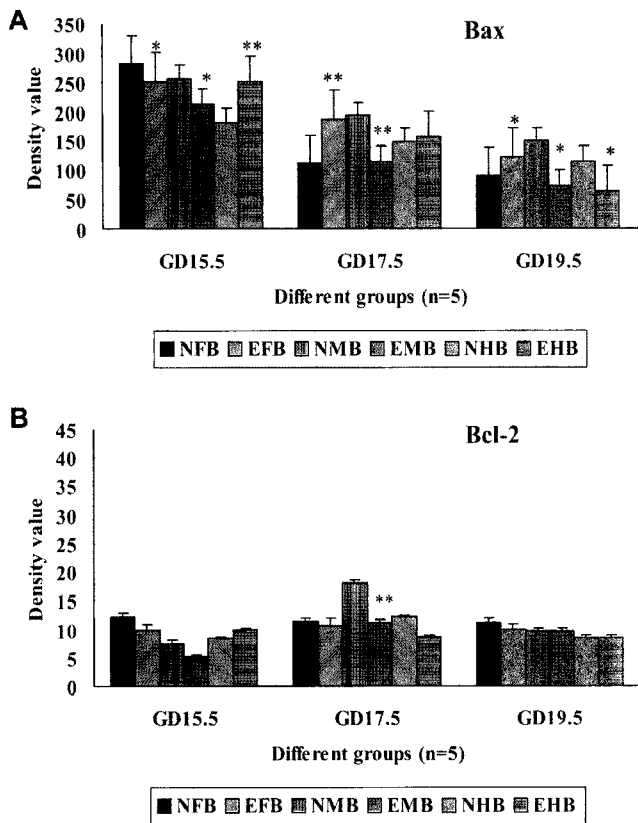 A
Bax
350
300
250
200
150
100
50
0
Density value
* * **
** **
* * *
GD15.5 GD17.5 GD19.5
Different groups (n=5)
NFB EFB NMB EMB NHB EHB
B
Bcl-2
45
40
35
30
25
20
15
10
5
0
Density value
**
GD15.5 GD17.5 GD19.5
Different groups (n=5)
NFB EFB NMB EMB NHB EHB